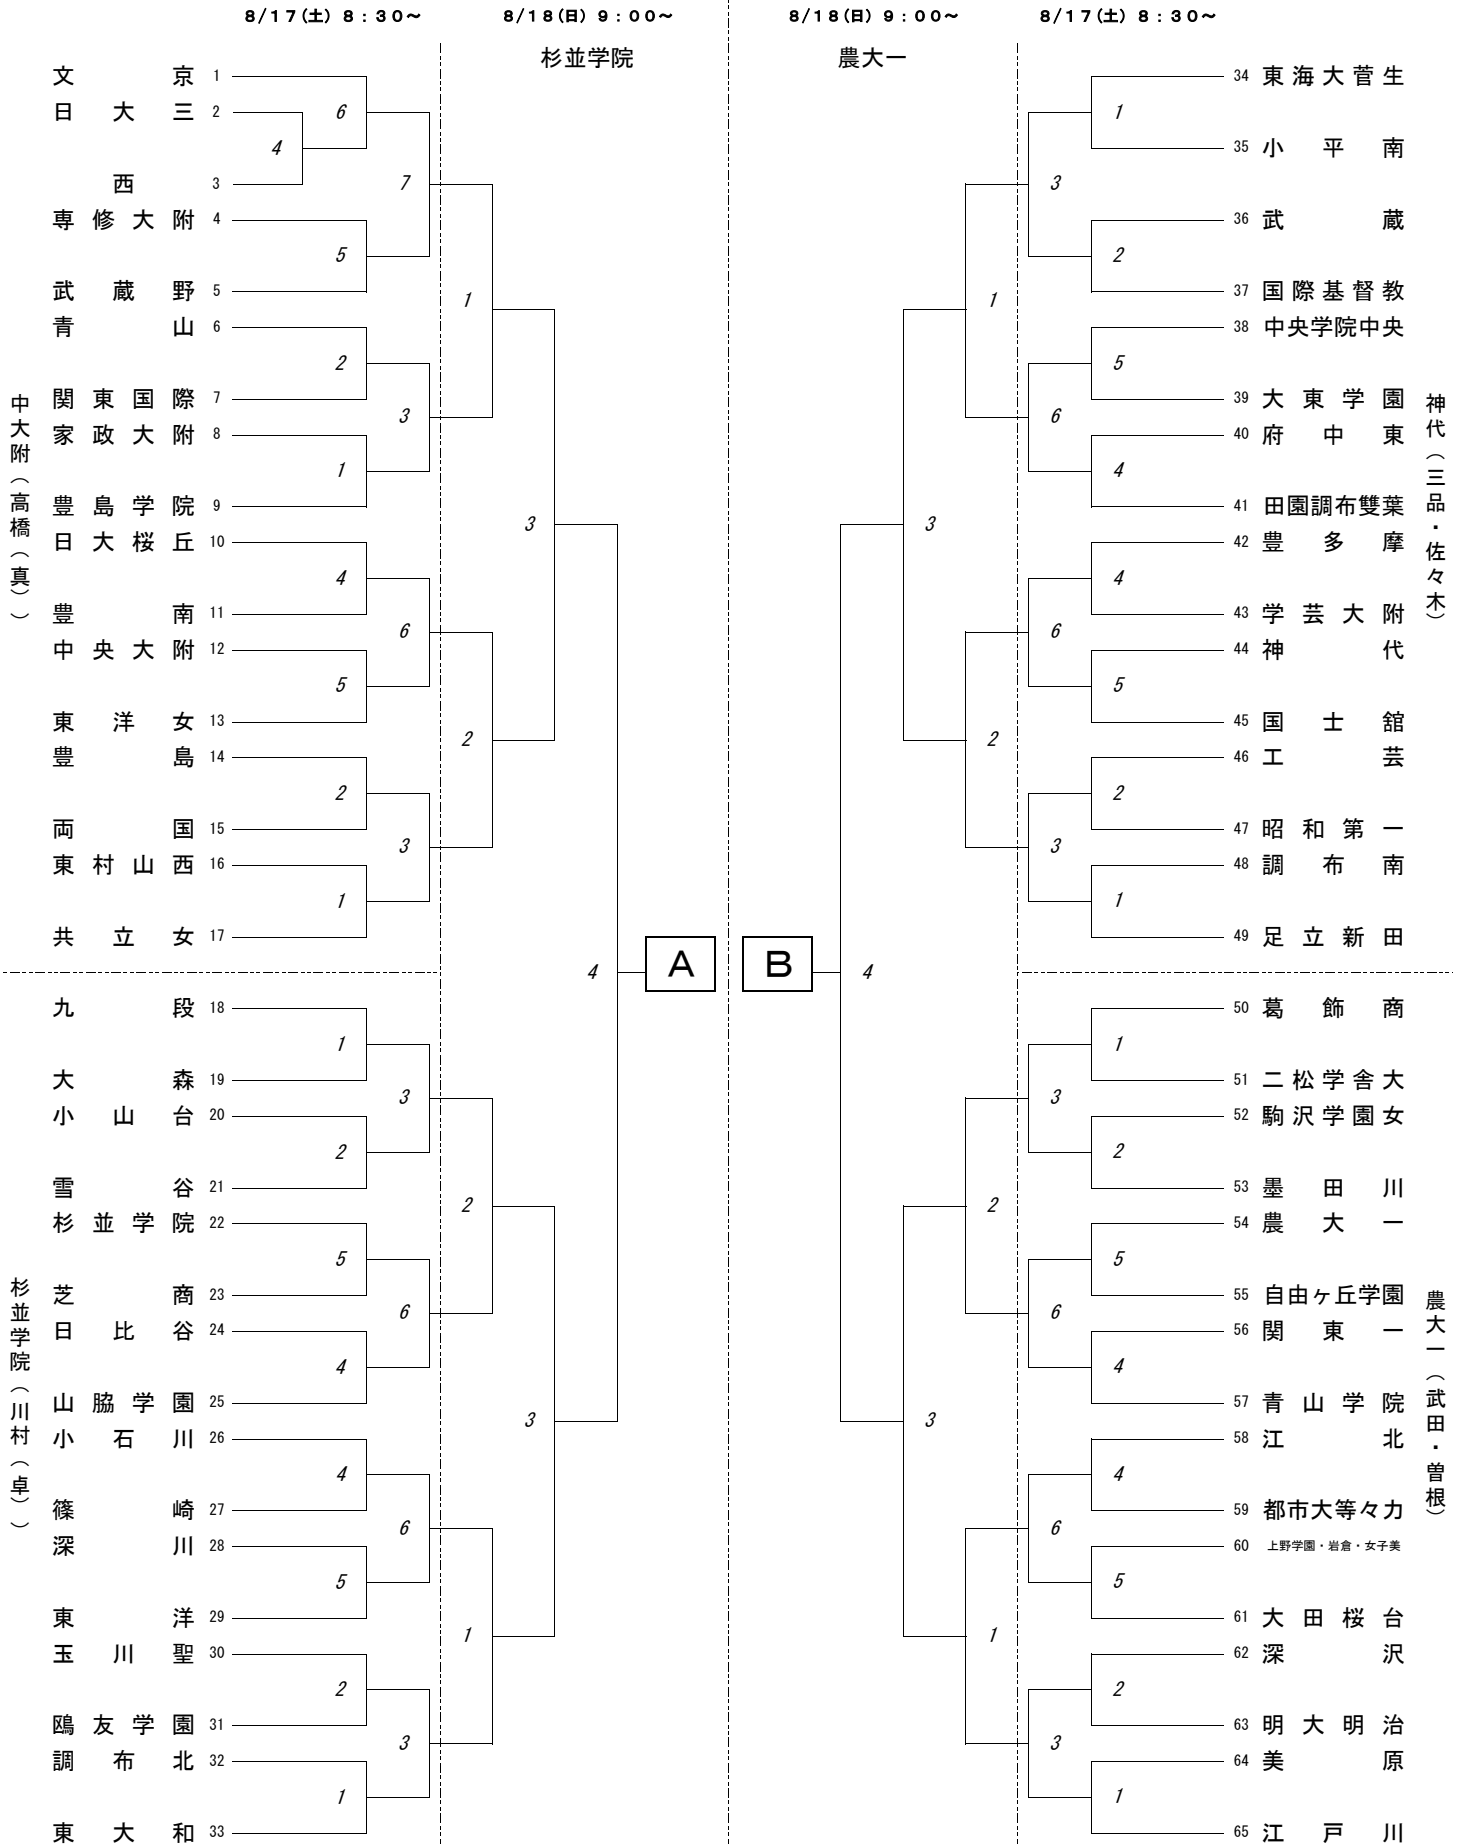 8/17(土) 8:30～
8/18(日) 9:00～
8/18(日) 9:00～
8/17(土) 8:30～
杉並学院
農大一
中大附（高橋（真））
文京 1
日大三 2
西 3
専修大附 4
武蔵野 5
青山 6
関東国際 7
家政大附 8
豊島学院 9
日大桜丘 10
豊南 11
中央大附 12
東洋女 13
豊島 14
両国 15
東村山西 16
共立女 17
6
4
7
5
2
3
1
4
6
5
2
3
1
1
2
3
杉並学院（川村（卓））
九段 18
大森 19
小山台 20
雪谷 21
杉並学院 22
芝商 23
日比谷 24
山脇学園 25
小石川 26
篠崎 27
深川 28
東洋 29
玉川聖 30
鴎友学園 31
調布北 32
東大和 33
1
3
2
5
6
4
4
6
5
2
3
1
2
1
3
4
A
B
4
34 東海大菅生
35 小平南
36 武蔵
37 国際基督教
38 中央学院中央
39 大東学園
40 府中東
41 田園調布雙葉
42 豊多摩
43 学芸大附
44 神代
45 国士舘
46 工芸
47 昭和第一
48 調布南
49 足立新田
神代（三品・佐々木）
1
3
2
5
6
4
4
6
5
2
3
1
1
2
3
50 葛飾商
51 二松学舎大
52 駒沢学園女
53 墨田川
54 農大一
55 自由ヶ丘学園
56 関東一
57 青山学院
58 江北
59 都市大等々力
60 上野学園・岩倉・女子美
61 大田桜台
62 深沢
63 明大明治
64 美原
65 江戸川
農大一（武田・曽根）
1
3
2
5
6
4
4
6
5
2
3
1
2
1
3